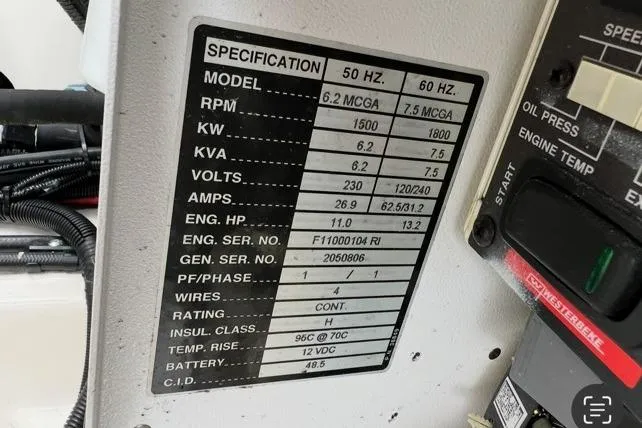 SPECIFICATION 50 HZ. 60 HZ.
MODEL 6.2 MCGA 7.5 MCGA
RPM 1500 1800
KW 6.2 7.5
KVA 6.2 7.5
VOLTS 230 120/240
AMPS 26.9 62.5/31.2
ENG. HP 11.0 13.2
ENG. SER. NO. F11000104 RI
GEN. SER. NO. 2050806
PF/PHASE 1 / 1
WIRES 4
RATING CONT.
INSUL. CLASS H
TEMP. RISE 95C @ 70C
BATTERY 12 VDC
C.I.D. 48.5
OIL PRESS
ENGINE TEMP
START
WESTERBEKE